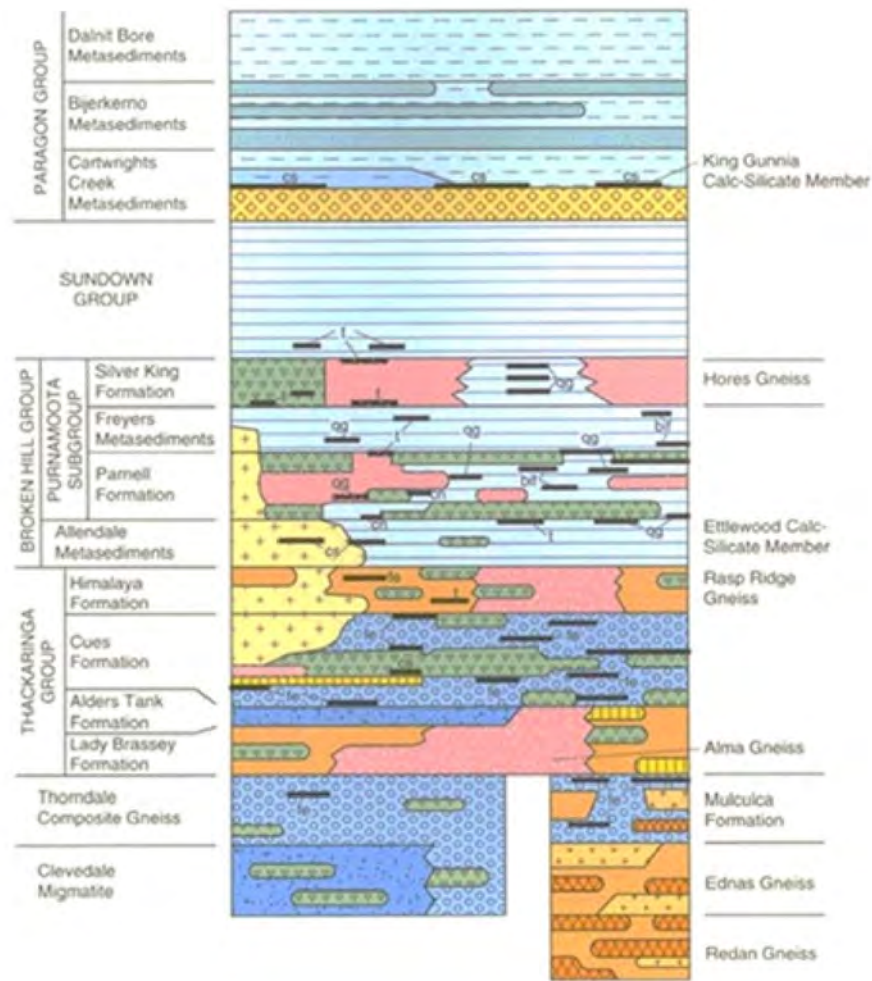 PARAGON GROUP
Dalnit Bore
Metasediments
Bijerkerno
Metasediments
Cartwrights
Creek
Metasediments
cs
cs
cs
King Gunnia
Calc-Silicate Member
SUNDOWN
GROUP
t
BROKEN HILL GROUP
PURNAMOOTA
SUBGROUP
Silver King
Formation
t
qg
Hores Gneiss
Freyers
Metasediments
qg
t
qg
qg
bif
Parnell
Formation
qg
bif
Allendale
Metasediments
cs
t
qg
Ettlewood Calc-
Silicate Member
THACKARINGA
GROUP
Himalaya
Formation
fe
t
Rasp Ridge
Gneiss
Cues
Formation
fe
fe
fe
fe
Alders Tank
Formation
Lady Brassey
Formation
Alma Gneiss
Thorndale
Composite Gneiss
fe
fe
Mulculca
Formation
Clevedale
Migmatite
Ednas Gneiss
Redan Gneiss